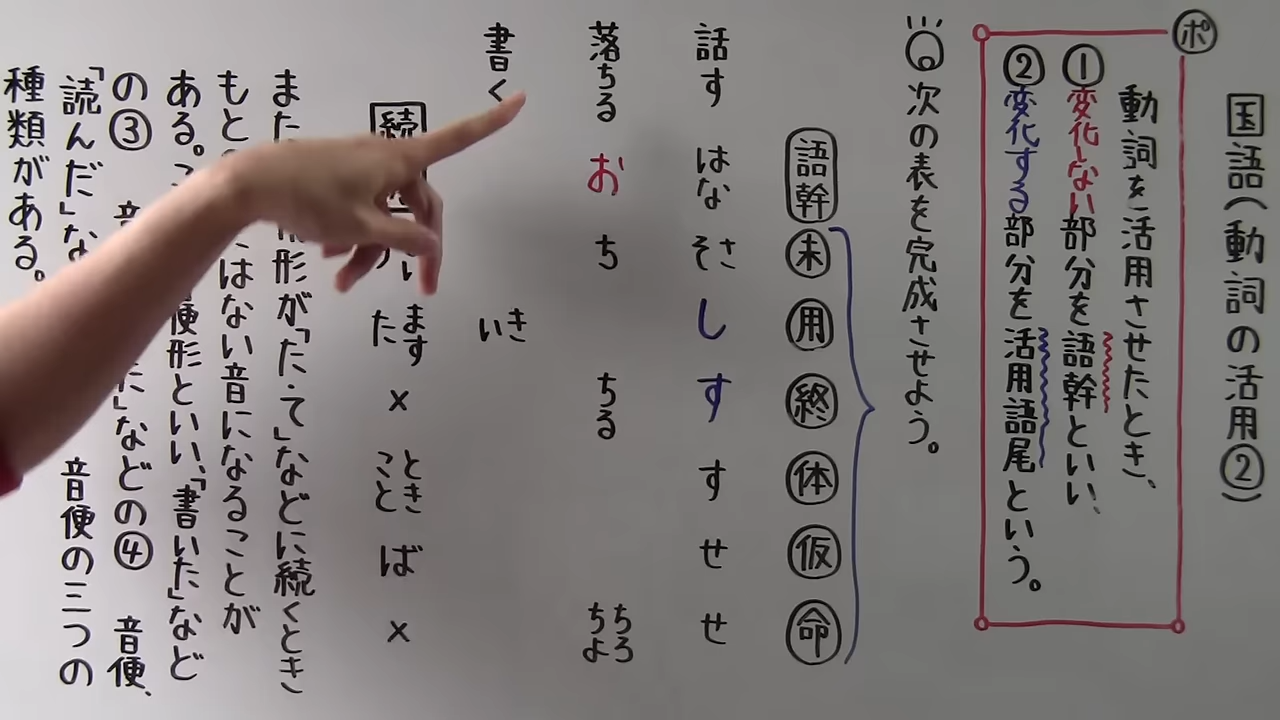 国語(動詞の活用②)
ポ
動詞を活用させたとき、
①変化しない部分を語幹といい、
②変化する部分を活用語尾という。
Q 次の表を完成させよう。
語幹 未 用 終 体 仮 命
話す はな さそ し す す せ せ
落ちる お ち ちる ちろ ちよ
書く きい
続 い ます た × とき こと ば ×
また 形が「た・て」などに続くとき
もとの はない音になることが
ある。こ 便形といい、「書いた」など
の③ 音 た」などの④ 音便、
「読んだ」な 音便の三つの
種類がある。